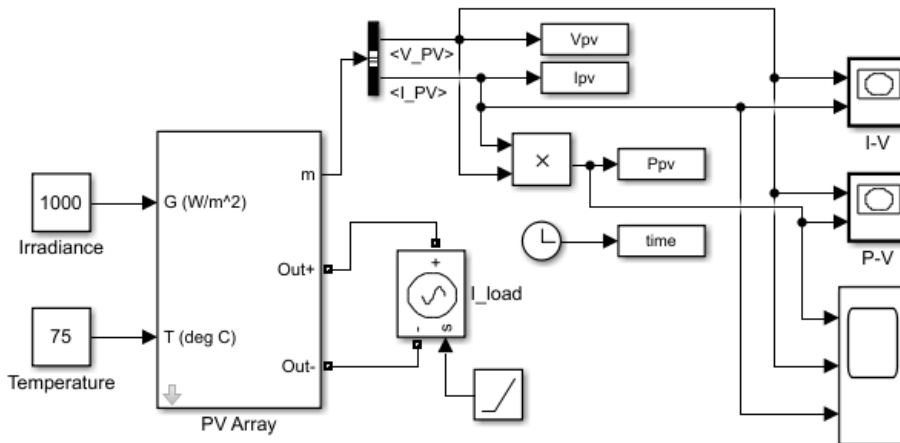 <V_PV>
Vpv
<I_PV>
Ipv
I-V
m
×
Ppv
1000
G (W/m^2)
Irradiance
time
P-V
Out+
+
I_load
- s
75
T (deg C)
Out-
Temperature
PV Array